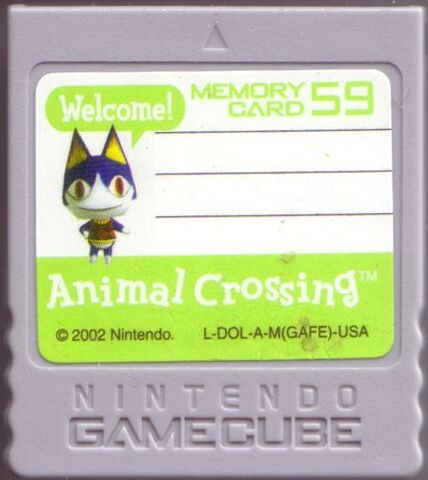 Welcome!
MEMORY
CARD 59
Animal Crossing™
© 2002 Nintendo. L-DOL-A-M(GAFE)-USA
NINTENDO
GAMECUBE